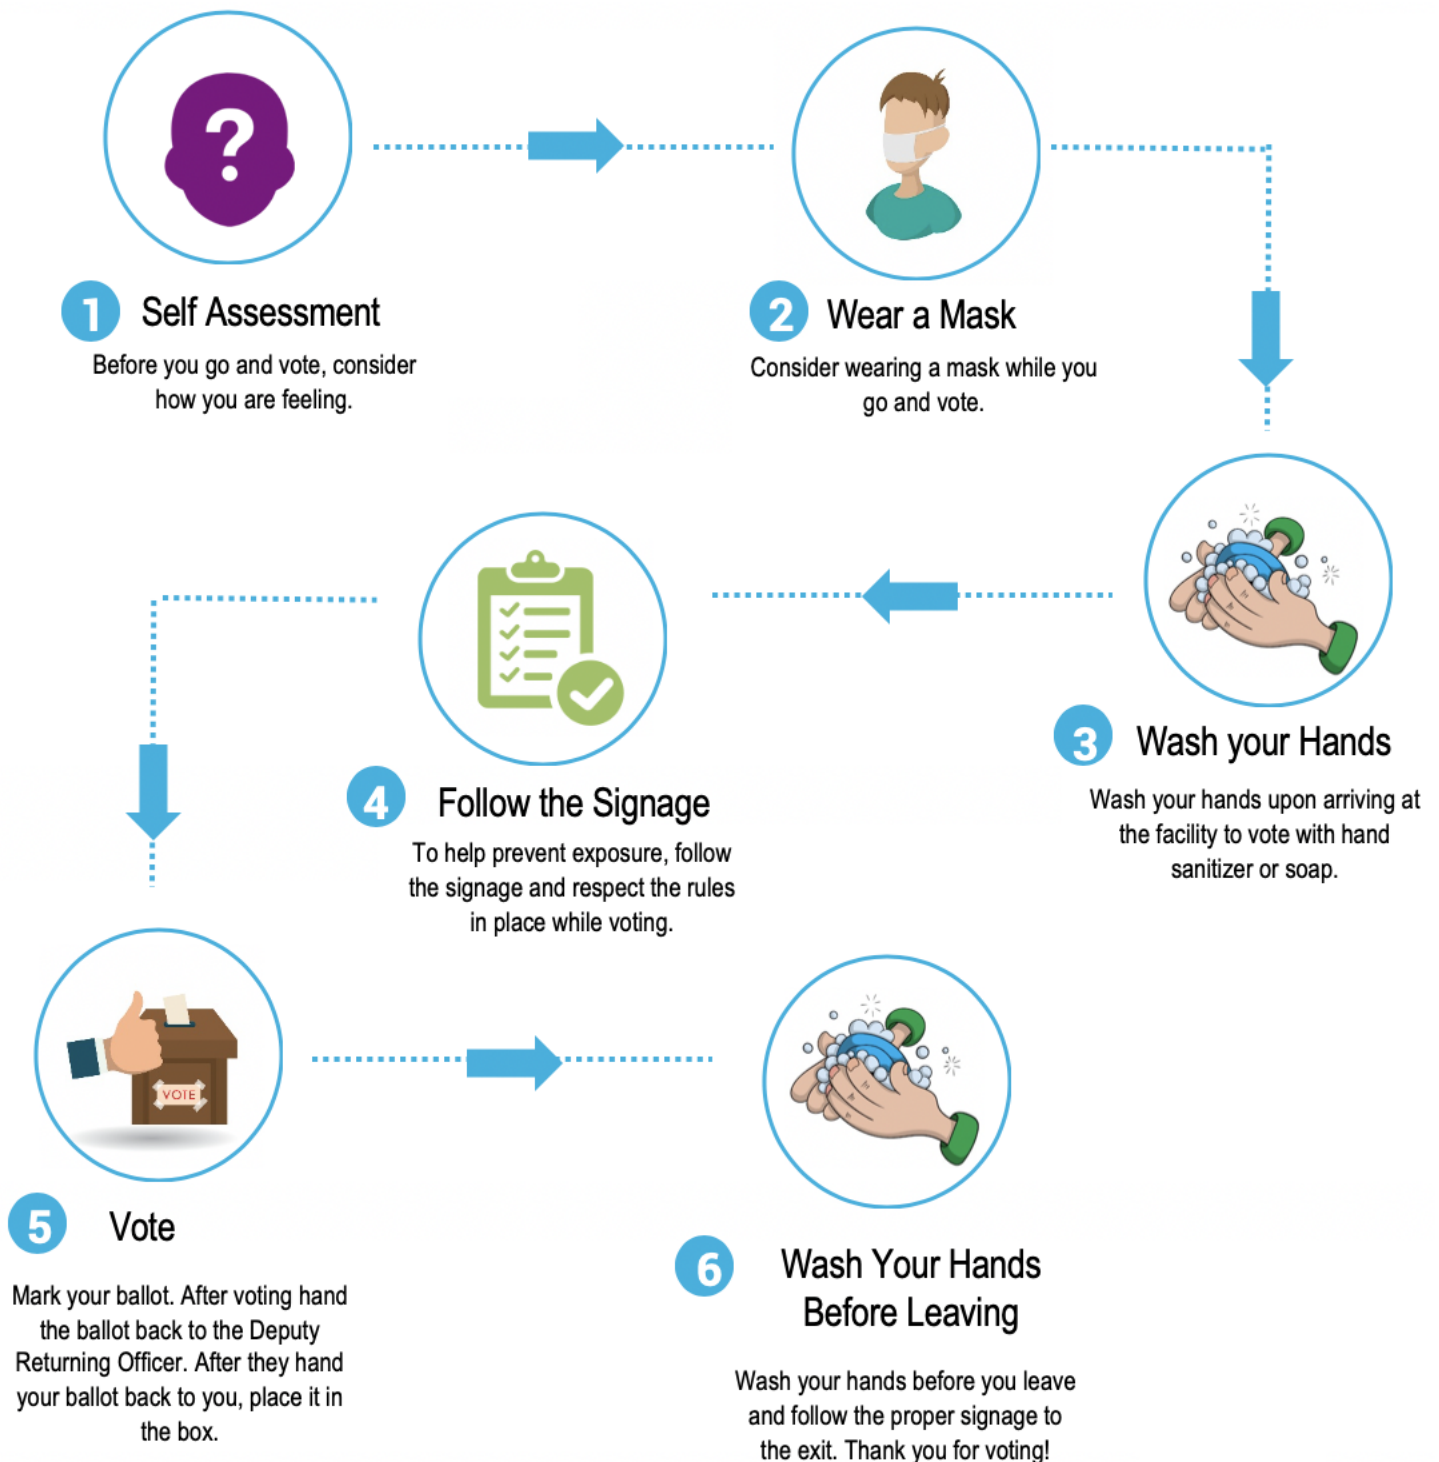 1 Self Assessment
Before you go and vote, consider
how you are feeling.
2 Wear a Mask
Consider wearing a mask while you
go and vote.
3 Wash your Hands
Wash your hands upon arriving at
the facility to vote with hand
sanitizer or soap.
4 Follow the Signage
To help prevent exposure, follow
the signage and respect the rules
in place while voting.
VOTE
5 Vote
Mark your ballot. After voting hand
the ballot back to the Deputy
Returning Officer. After they hand
your ballot back to you, place it in
the box.
6 Wash Your Hands
Before Leaving
Wash your hands before you leave
and follow the proper signage to
the exit. Thank you for voting!